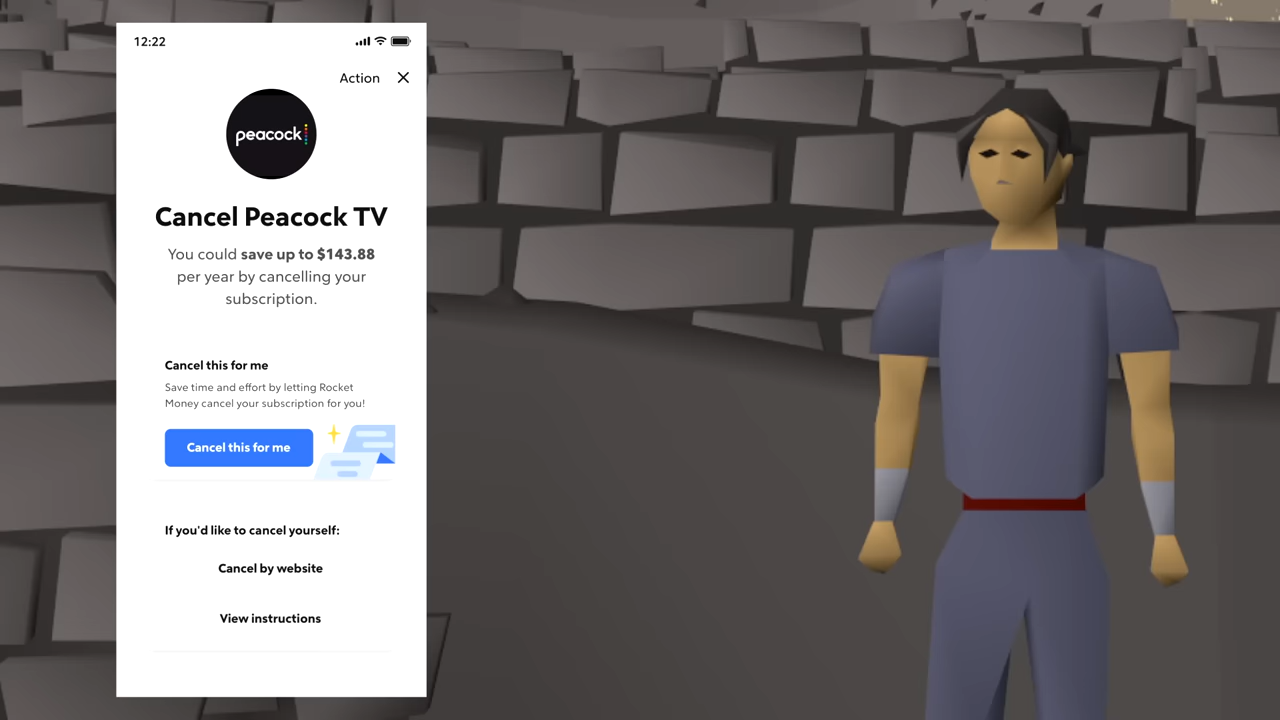 12:22
Action
peacock
Cancel Peacock TV
You could save up to $143.88
per year by cancelling your
subscription.
Cancel this for me
Save time and effort by letting Rocket
Money cancel your subscription for you!
Cancel this for me
If you'd like to cancel yourself:
Cancel by website
View instructions